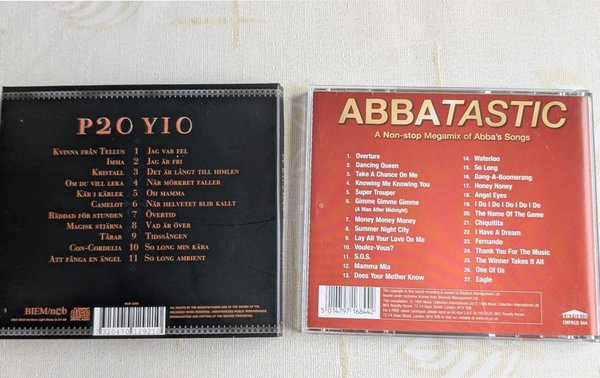 P20 Y10
KVINNA FRÅN TELLUS 1 JAG VAR FEL
IMMA 2 JAG ÄR FRI
KRISTALL 3 DET ÄR LÅNGT TILL HIMLEN
OM DU VILL LEKA 4 NÄR MÖRKRET FALLER
KÄR I KÄRLEK 5 OH MAMMA
CAMELOT 6 NÄR HELVETET BLIR KALLT
RÄDDAD FÖR STUNDEN 7 ÖVERTID
MAGISK STJÄRNA 8 VAD ÄR ÖVER
TÅRAR 9 TIDSSÅNGEN
CON-CORDELIA 10 SO LONG MIN KÄRA
ATT FÅNGA EN ÄNGEL 11 SO LONG AMBIENT
BIEM/ncb
7320470129210
ABBATASTIC
A Non-stop Megamix of Abba's Songs
1. Overture
2. Dancing Queen
3. Take A Chance On Me
4. Knowing Me Knowing You
5. Super Trouper
6. Gimme Gimme Gimme
(A Man After Midnight)
7. Money Money Money
8. Summer Night City
9. Lay All Your Love On Me
10. Voulez-Vous?
11. S.O.S.
12. Mamma Mia
13. Does Your Mother Know
14. Waterloo
15. So Long
16. Bang-A-Boomerang
17. Honey Honey
18. Angel Eyes
19. I Do I Do I Do I Do I Do
20. The Name Of The Game
21. Chiquitita
22. I Have A Dream
23. Fernando
24. Thank You For The Music
25. The Winner Takes It All
26. One Of Us
27. Eagle
5 014797 168442
EMPORIO
EMPRCD 844